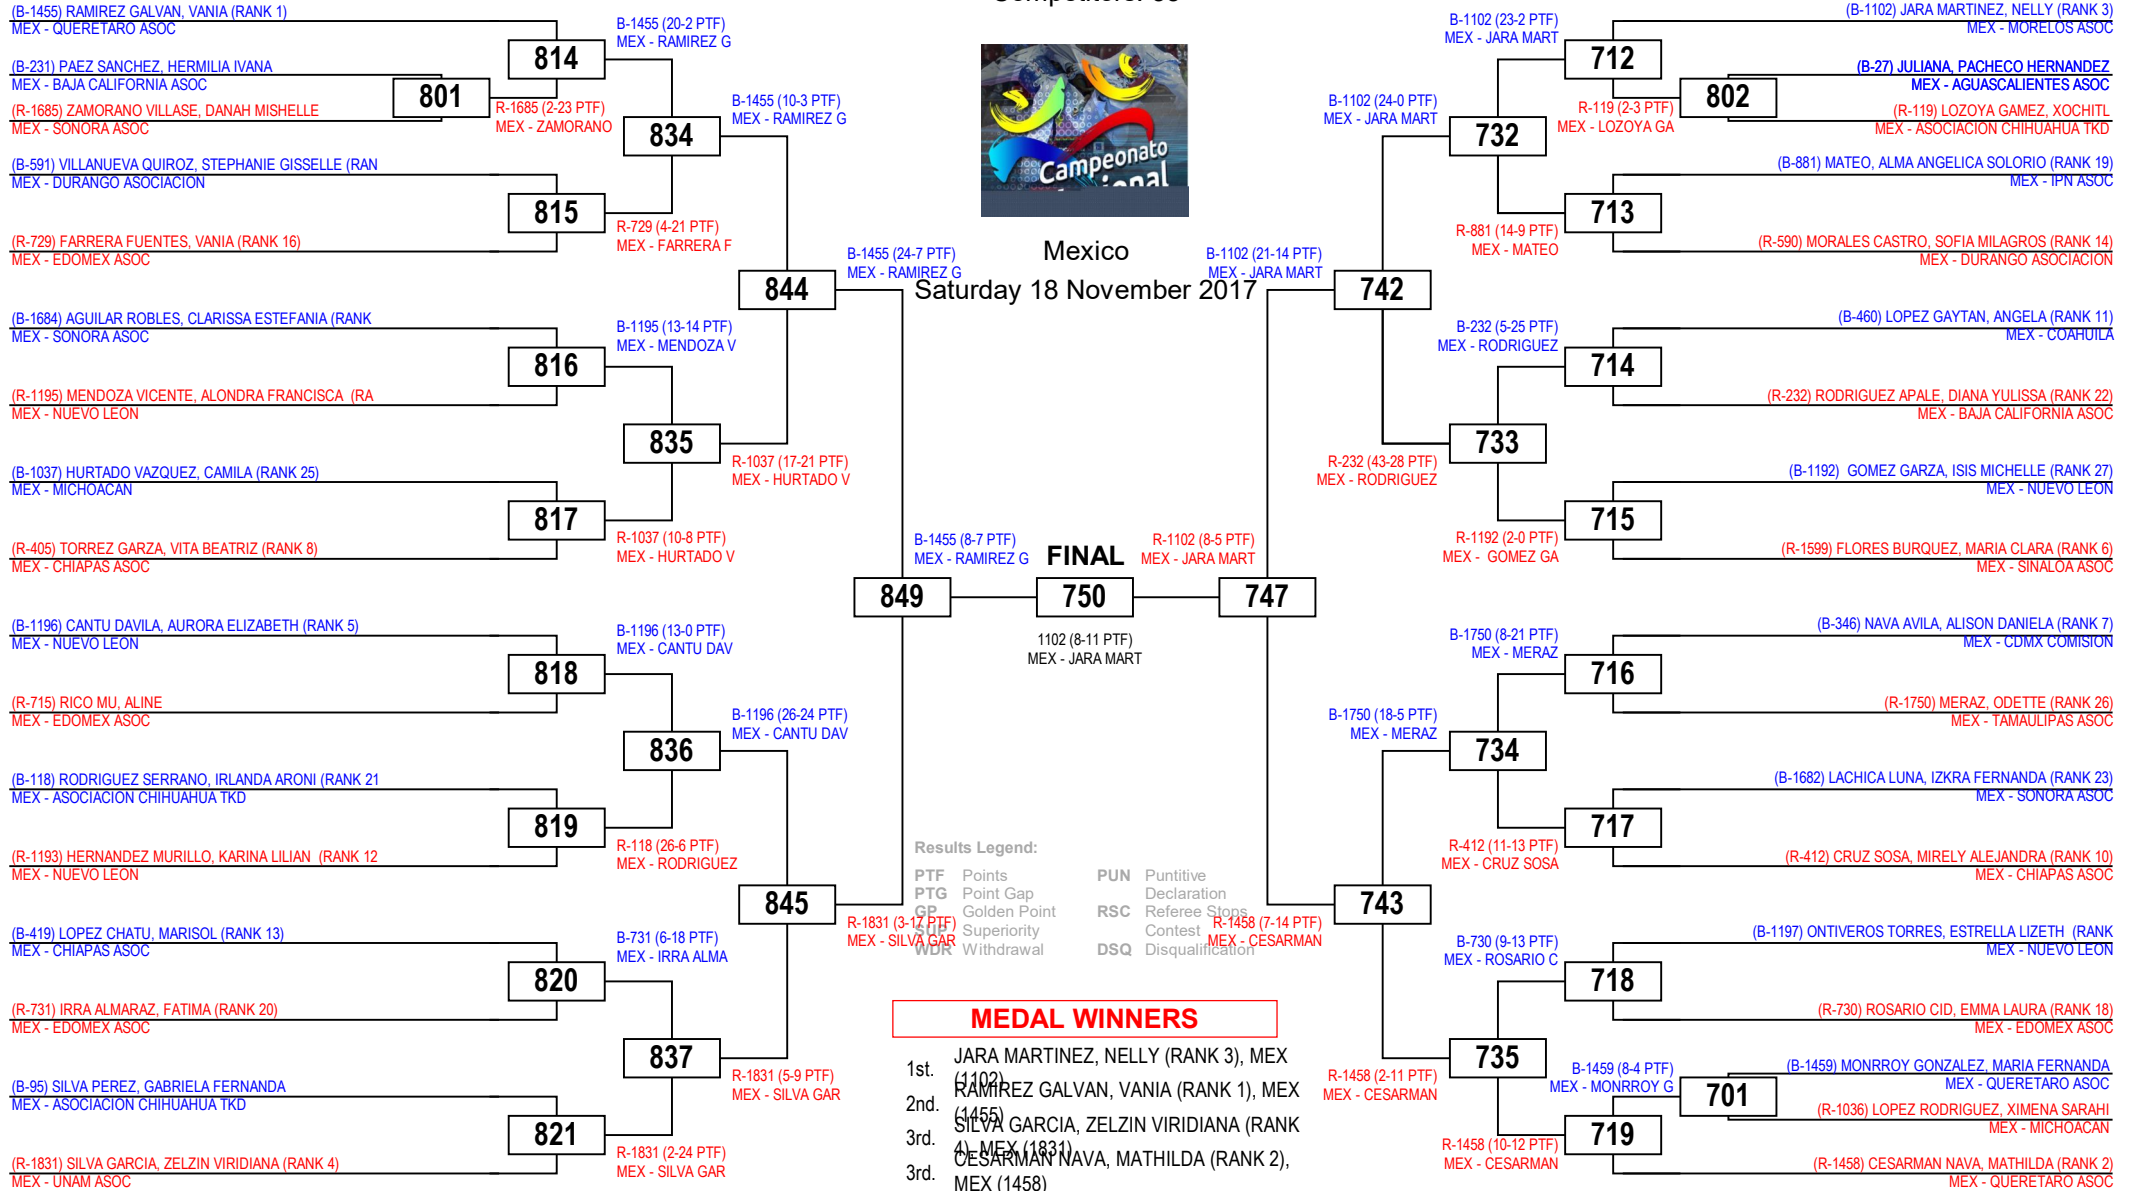 (B-1455) RAMIREZ GALVAN, VANIA (RANK 1)
MEX - QUERETARO ASOC
(B-231) PAEZ SANCHEZ, HERMILIA IVANA
MEX - BAJA CALIFORNIA ASOC
(R-1685) ZAMORANO VILLASE, DANAH MISHELLE
MEX - SONORA ASOC
(B-591) VILLANUEVA QUIROZ, STEPHANIE GISSELLE (RAN
MEX - DURANGO ASOCIACION
(R-729) FARRERA FUENTES, VANIA (RANK 16)
MEX - EDOMEX ASOC
(B-1684) AGUILAR ROBLES, CLARISSA ESTEFANIA (RANK
MEX - SONORA ASOC
(R-1195) MENDOZA VICENTE, ALONDRA FRANCISCA (RA
MEX - NUEVO LEON
(B-1037) HURTADO VAZQUEZ, CAMILA (RANK 25)
MEX - MICHOACAN
(R-405) TORREZ GARZA, VITA BEATRIZ (RANK 8)
MEX - CHIAPAS ASOC
(B-1196) CANTU DAVILA, AURORA ELIZABETH (RANK 5)
MEX - NUEVO LEON
(R-715) RICO MU, ALINE
MEX - EDOMEX ASOC
(B-118) RODRIGUEZ SERRANO, IRLANDA ARONI (RANK 21
MEX - ASOCIACION CHIHUAHUA TKD
(R-1193) HERNANDEZ MURILLO, KARINA LILIAN (RANK 12
MEX - NUEVO LEON
(B-419) LOPEZ CHATU, MARISOL (RANK 13)
MEX - CHIAPAS ASOC
(R-731) IRRA ALMARAZ, FATIMA (RANK 20)
MEX - EDOMEX ASOC
(B-95) SILVA PEREZ, GABRIELA FERNANDA
MEX - ASOCIACION CHIHUAHUA TKD
(R-1831) SILVA GARCIA, ZELZIN VIRIDIANA (RANK 4)
MEX - UNAM ASOC
801
R-1685 (2-23 PTF)
MEX - ZAMORANO
814
815
816
817
818
819
820
821
B-1455 (20-2 PTF)
MEX - RAMIREZ G
834
R-729 (4-21 PTF)
MEX - FARRERA F
B-1195 (13-14 PTF)
MEX - MENDOZA V
835
R-1037 (10-8 PTF)
MEX - HURTADO V
B-1196 (13-0 PTF)
MEX - CANTU DAV
836
R-118 (26-6 PTF)
MEX - RODRIGUEZ
B-731 (6-18 PTF)
MEX - IRRA ALMA
837
R-1831 (2-24 PTF)
MEX - SILVA GAR
B-1455 (10-3 PTF)
MEX - RAMIREZ G
844
R-1037 (17-21 PTF)
MEX - HURTADO V
B-1196 (26-24 PTF)
MEX - CANTU DAV
845
R-1831 (5-9 PTF)
MEX - SILVA GAR
B-1455 (24-7 PTF)
MEX - RAMIREZ G
849
R-1831 (3-17 PTF)
MEX - SILVA GAR
Campeonato
Mexico
Saturday 18 November 2017
B-1455 (8-7 PTF)
MEX - RAMIREZ G
FINAL
R-1102 (8-5 PTF)
MEX - JARA MART
750
1102 (8-11 PTF)
MEX - JARA MART
Results Legend:
PTF Points
PTG Point Gap
GP Golden Point
SUP Superiority
WDR Withdrawal
PUN Puntitive
Declaration
RSC Referee Stops
Contest
DSQ Disqualification
MEDAL WINNERS
1st. JARA MARTINEZ, NELLY (RANK 3), MEX
(1102)
2nd. RAMIREZ GALVAN, VANIA (RANK 1), MEX
(1455)
3rd. SILVA GARCIA, ZELZIN VIRIDIANA (RANK
4), MEX (1831)
3rd. CESARMAN NAVA, MATHILDA (RANK 2),
MEX (1458)
B-1102 (21-14 PTF)
MEX - JARA MART
747
R-1458 (7-14 PTF)
MEX - CESARMAN
B-1102 (24-0 PTF)
MEX - JARA MART
742
R-232 (43-28 PTF)
MEX - RODRIGUEZ
B-1750 (18-5 PTF)
MEX - MERAZ
743
R-1458 (2-11 PTF)
MEX - CESARMAN
B-1102 (23-2 PTF)
MEX - JARA MART
732
R-881 (14-9 PTF)
MEX - MATEO
B-232 (5-25 PTF)
MEX - RODRIGUEZ
733
R-1192 (2-0 PTF)
MEX - GOMEZ GA
B-1750 (8-21 PTF)
MEX - MERAZ
734
R-412 (11-13 PTF)
MEX - CRUZ SOSA
B-730 (9-13 PTF)
MEX - ROSARIO C
735
R-1458 (10-12 PTF)
MEX - CESARMAN
712
R-119 (2-3 PTF)
MEX - LOZOYA GA
802
713
714
715
716
717
718
B-1459 (8-4 PTF)
MEX - MONRROY G
701
719
(B-1102) JARA MARTINEZ, NELLY (RANK 3)
MEX - MORELOS ASOC
(B-27) JULIANA, PACHECO HERNANDEZ
MEX - AGUASCALIENTES ASOC
(R-119) LOZOYA GAMEZ, XOCHITL
MEX - ASOCIACION CHIHUAHUA TKD
(B-881) MATEO, ALMA ANGELICA SOLORIO (RANK 19)
MEX - IPN ASOC
(R-590) MORALES CASTRO, SOFIA MILAGROS (RANK 14)
MEX - DURANGO ASOCIACION
(B-460) LOPEZ GAYTAN, ANGELA (RANK 11)
MEX - COAHUILA
(R-232) RODRIGUEZ APALE, DIANA YULISSA (RANK 22)
MEX - BAJA CALIFORNIA ASOC
(B-1192) GOMEZ GARZA, ISIS MICHELLE (RANK 27)
MEX - NUEVO LEON
(R-1599) FLORES BURQUEZ, MARIA CLARA (RANK 6)
MEX - SINALOA ASOC
(B-346) NAVA AVILA, ALISON DANIELA (RANK 7)
MEX - CDMX COMISION
(R-1750) MERAZ, ODETTE (RANK 26)
MEX - TAMAULIPAS ASOC
(B-1682) LACHICA LUNA, IZKRA FERNANDA (RANK 23)
MEX - SONORA ASOC
(R-412) CRUZ SOSA, MIRELY ALEJANDRA (RANK 10)
MEX - CHIAPAS ASOC
(B-1197) ONTIVEROS TORRES, ESTRELLA LIZETH (RANK
MEX - NUEVO LEON
(R-730) ROSARIO CID, EMMA LAURA (RANK 18)
MEX - EDOMEX ASOC
(B-1459) MONRROY GONZALEZ, MARIA FERNANDA
MEX - QUERETARO ASOC
(R-1036) LOPEZ RODRIGUEZ, XIMENA SARAHI
MEX - MICHOACAN
(R-1458) CESARMAN NAVA, MATHILDA (RANK 2)
MEX - QUERETARO ASOC